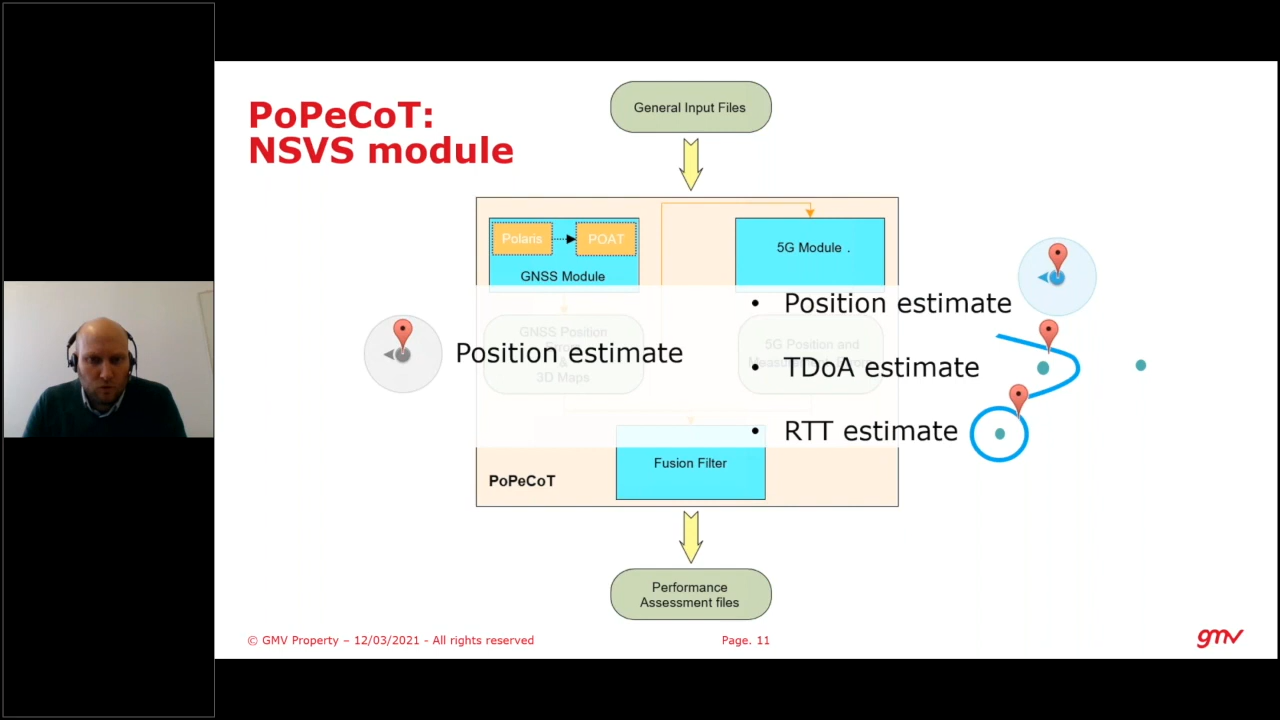 PoPeCoT:
NSVS module
General Input Files
Polaris
POAT
GNSS Module
5G Module .
GNSS Position
3D Maps
5G Position and
Position estimate
• Position estimate
• TDoA estimate
• RTT estimate
Fusion Filter
PoPeCoT
Performance
Assessment files
© GMV Property – 12/03/2021 - All rights reserved
Page. 11
gmv